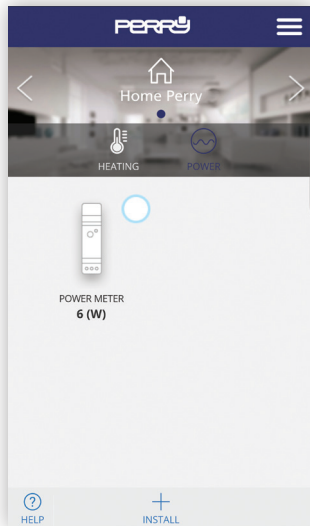 PERRY
Home Perry
HEATING POWER
POWER METER
6 (W)
HELP INSTALL